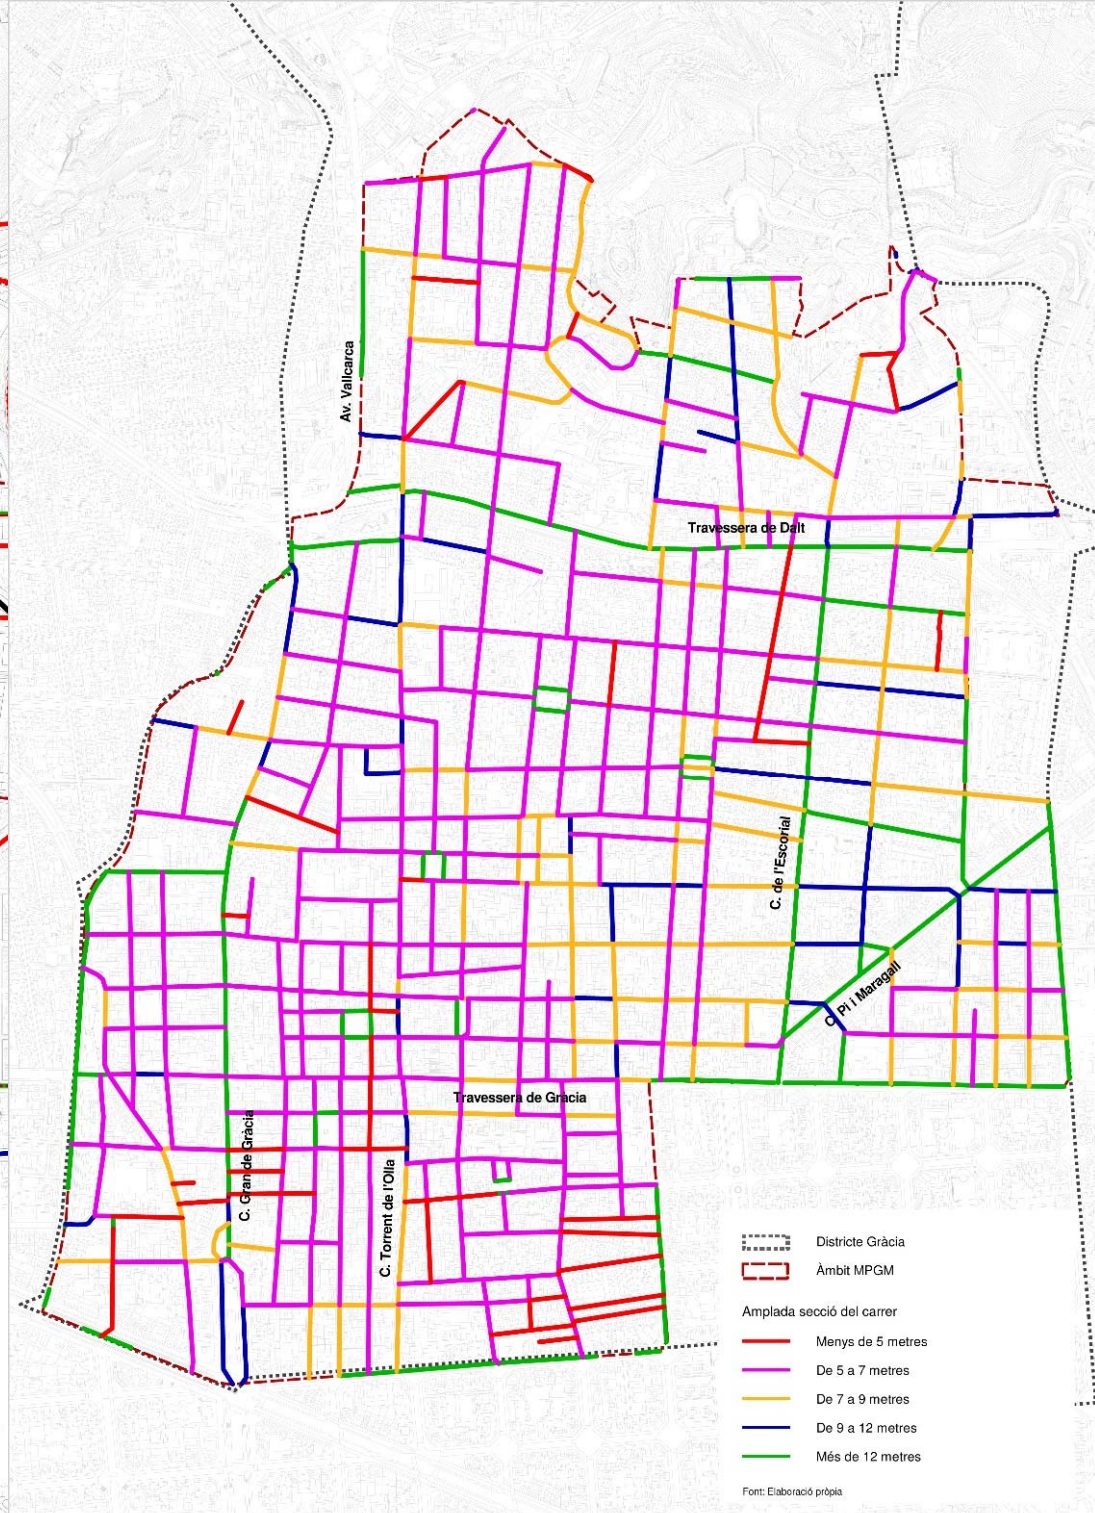 Av. Vallcarca
Travessera de Dalt
C. de l'Escorial
C. Pi i Maragall
Travessera de Gracia
C. Gran de Gràcia
C. Torrent de l'Olla
Districte Gràcia
Àmbit MPGM
Amplada secció del carrer
Menys de 5 metres
De 5 a 7 metres
De 7 a 9 metres
De 9 a 12 metres
Més de 12 metres
Font: Elaboració pròpia